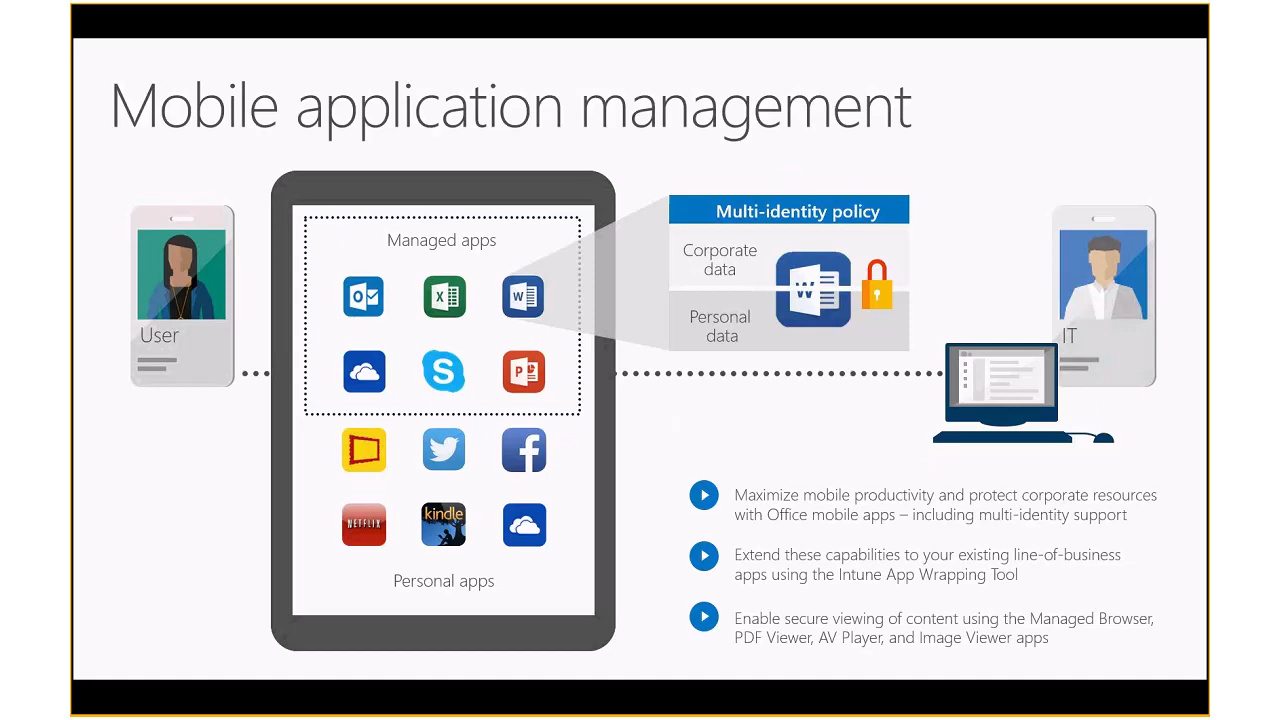 Mobile application management
User
Managed apps
Personal apps
NETFLIX
kindle
Multi-identity policy
Corporate
data
Personal
data
IT
Maximize mobile productivity and protect corporate resources
with Office mobile apps – including multi-identity support
Extend these capabilities to your existing line-of-business
apps using the Intune App Wrapping Tool
Enable secure viewing of content using the Managed Browser,
PDF Viewer, AV Player, and Image Viewer apps